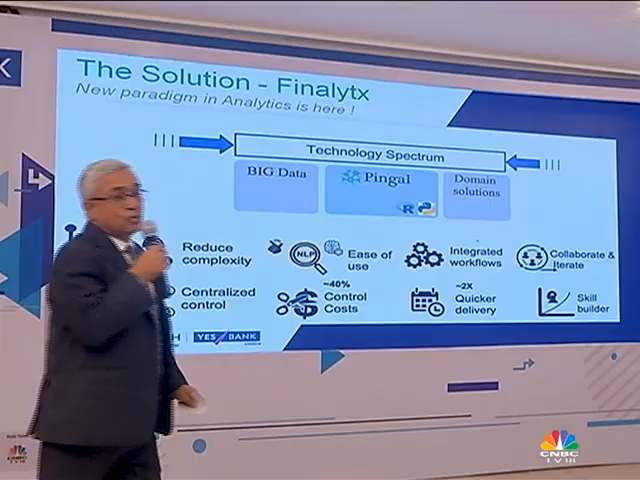 The Solution - Finalytx
New paradigm in Analytics is here !
Technology Spectrum
BIG Data
Pingal
Domain
solutions
R
Reduce
complexity
NLP
Ease of
use
Integrated
workflows
Collaborate &
Iterate
Centralized
control
~40%
Control
Costs
~2X
Quicker
delivery
Skill
builder
YES BANK
CNBC
TV18